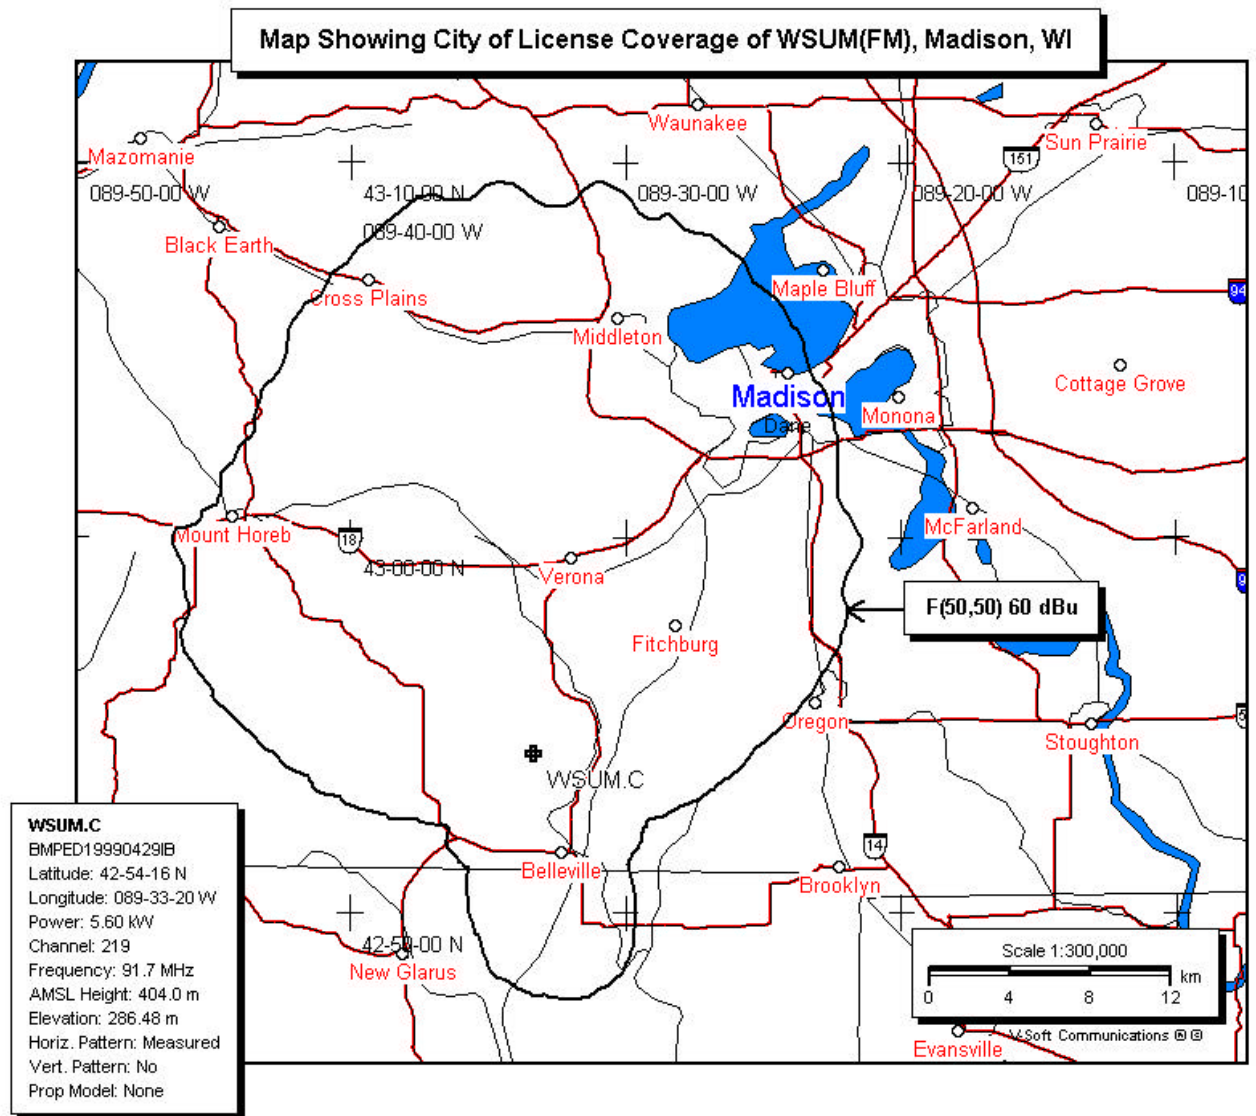 Map Showing City of License Coverage of WSUM(FM), Madison, WI
Waunakee
Sun Prairie
Mazomanie
151
089-50-00 W
43-10-00 N
089-30-00 W
089-20-00 W
089-10
089-40-00 W
Black Earth
Cross Plains
Maple Bluff
94
Middleton
Madison
Cottage Grove
Monona
Dane
Mount Horeb
18
McFarland
43-00-00 N
Verona
9
F(50,50) 60 dBu
Fitchburg
Oregon
5
Stoughton
WSUM.C
14
Belleville
Brooklyn
New Glarus
Evansville
WSUM.C
BMPED19990429IB
Latitude: 42-54-16 N
Longitude: 089-33-20 W
Power: 5.60 kW
Channel: 219
Frequency: 91.7 MHz
AMSL Height: 404.0 m
Elevation: 286.48 m
Horiz. Pattern: Measured
Vert. Pattern: No
Prop Model: None
Scale 1:300,000
km
0 4 8 12
V-Soft Communications ® ©